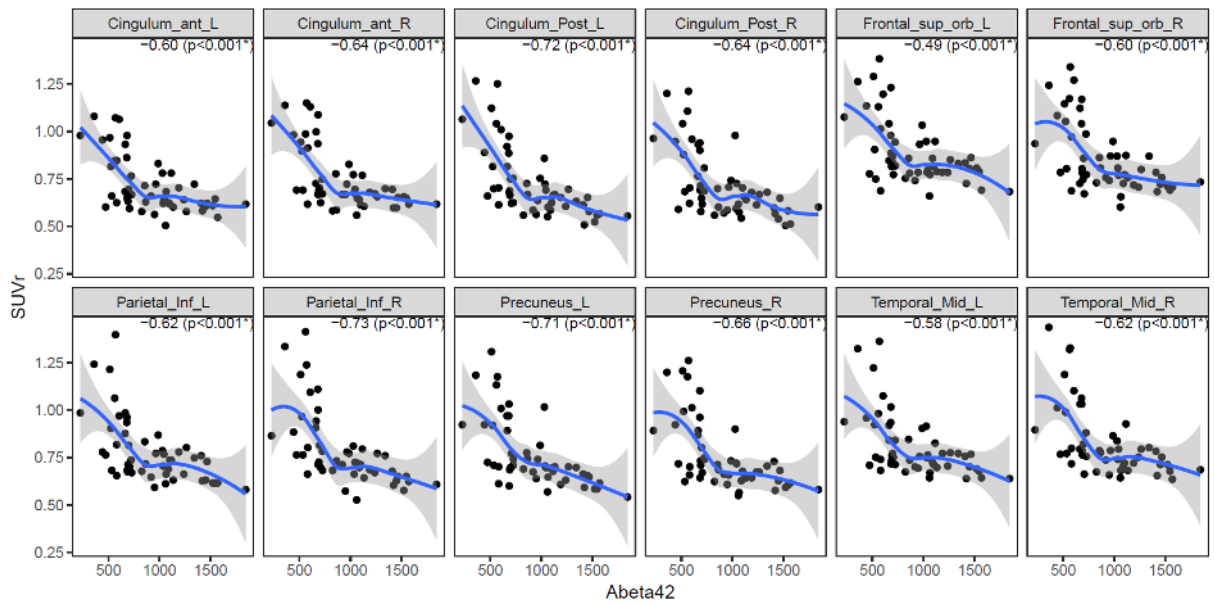 Cingulum_ant_L Cingulum_ant_R Cingulum_Post_L Cingulum_Post_R Frontal_sup_orb_L Frontal_sup_orb_R
−0.60 (p<0.001*) −0.64 (p<0.001*) −0.72 (p<0.001*) −0.64 (p<0.001*) −0.49 (p<0.001*) −0.60 (p<0.001*)
1.25
1.00
0.75
0.50
0.25
SUVr
Parietal_Inf_L Parietal_Inf_R Precuneus_L Precuneus_R Temporal_Mid_L Temporal_Mid_R
−0.62 (p<0.001*) −0.73 (p<0.001*) −0.71 (p<0.001*) −0.66 (p<0.001*) −0.58 (p<0.001*) −0.62 (p<0.001*)
1.25
1.00
0.75
0.50
0.25
500 1000 1500 500 1000 1500 500 1000 1500 500 1000 1500 500 1000 1500 500 1000 1500
Abeta42